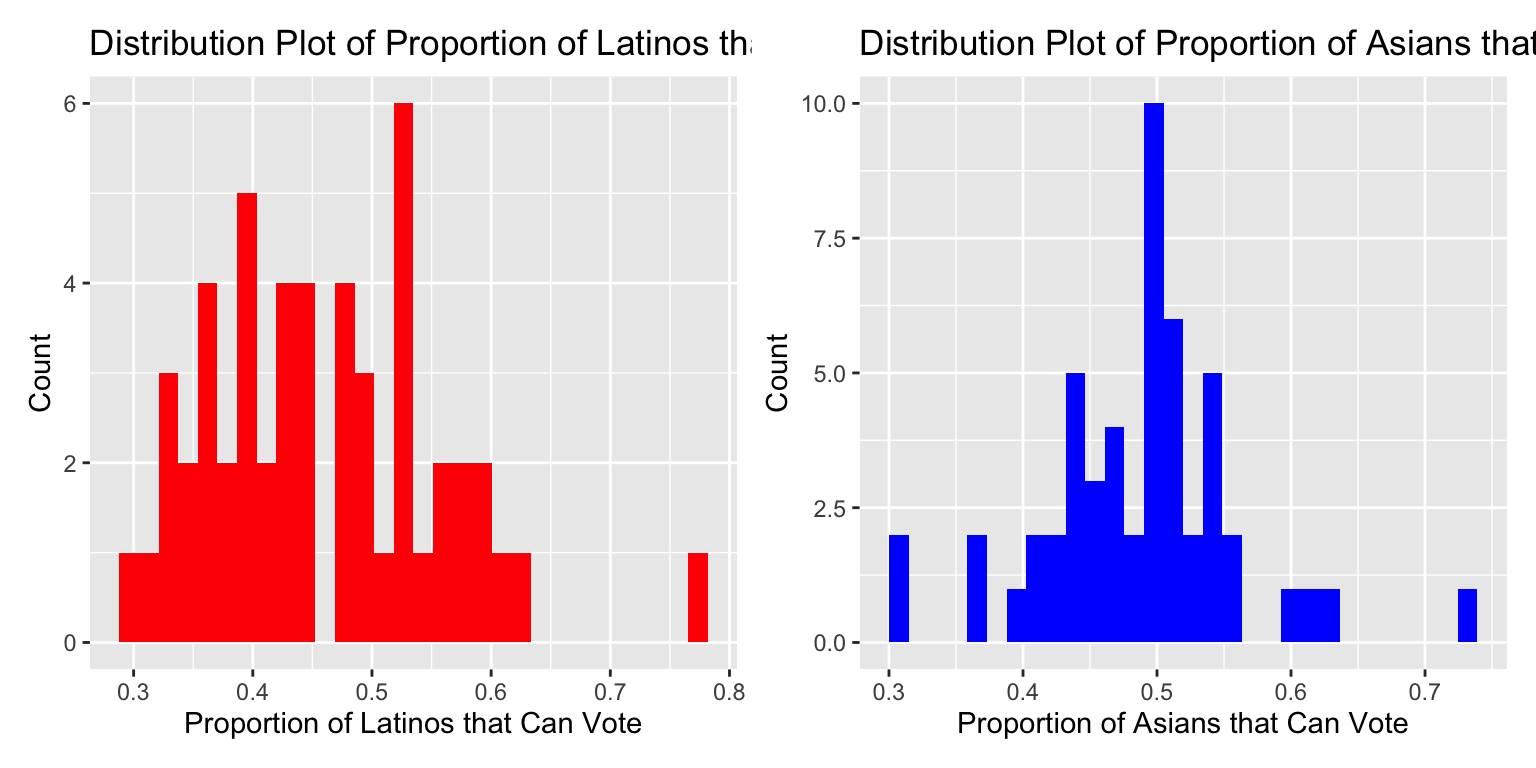 Distribution Plot of Proportion of Latinos
Distribution Plot of Proportion of Asians that
Count
6
4
2
0
0.3 0.4 0.5 0.6 0.7 0.8
Proportion of Latinos that Can Vote
Count
10.0
7.5
5.0
2.5
0.0
0.3 0.4 0.5 0.6 0.7
Proportion of Asians that Can Vote